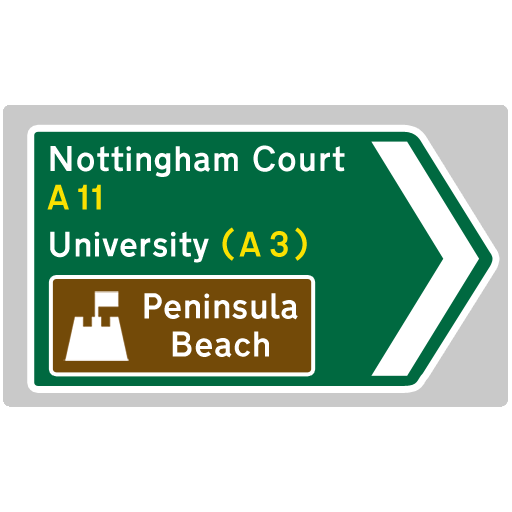 Nottingham Court
A 11
University (A 3)
Peninsula
Beach